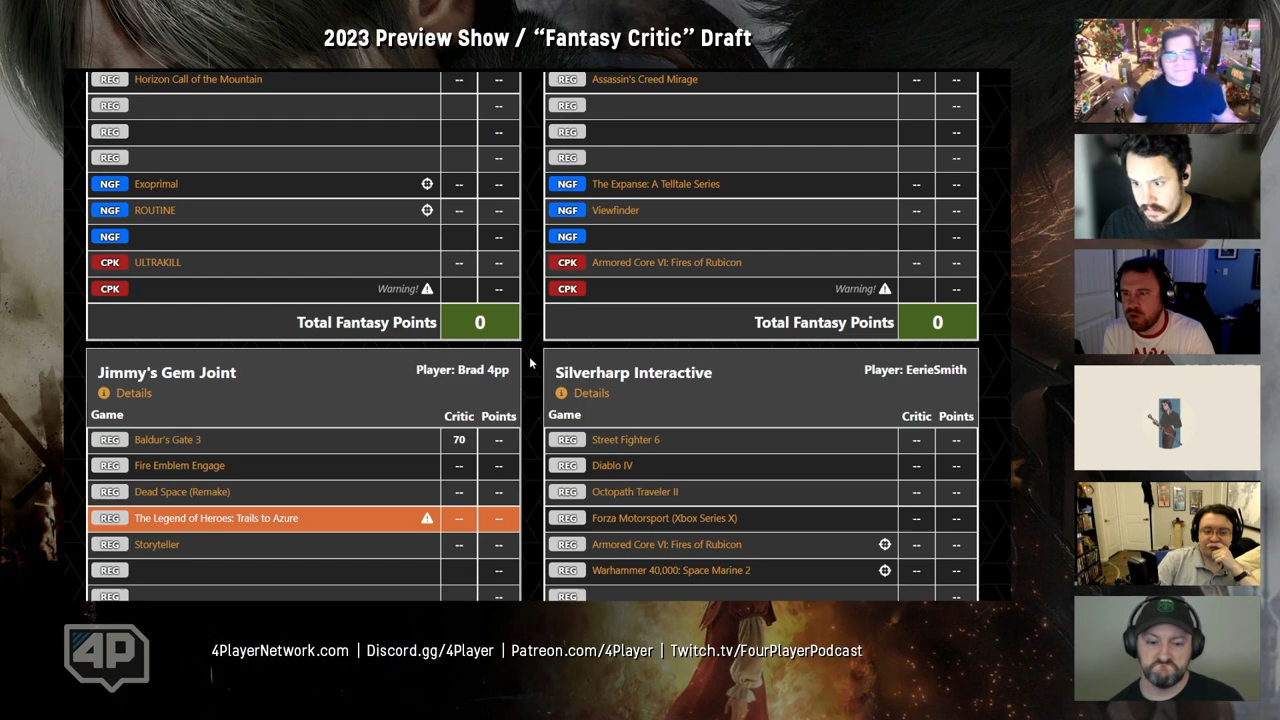 2023 Preview Show / “Fantasy Critic” Draft
REG Horizon Call of the Mountain -- --
REG --
REG --
REG --
NGF Exoprimal -- --
NGF ROUTINE -- --
NGF --
CPK ULTRAKILL -- --
CPK Warning! --
Total Fantasy Points 0
REG Assassin's Creed Mirage -- --
REG --
REG --
REG --
NGF The Expanse: A Telltale Series -- --
NGF Viewfinder -- --
NGF --
CPK Armored Core VI: Fires of Rubicon -- --
CPK Warning! --
Total Fantasy Points 0
Jimmy's Gem Joint Player: Brad 4pp
Details
Game Critic Points
REG Baldur's Gate 3 70 --
REG Fire Emblem Engage -- --
REG Dead Space (Remake) -- --
REG The Legend of Heroes: Trails to Azure -- --
REG Storyteller -- --
REG --
REG --
Silverharp Interactive Player: EerieSmith
Details
Game Critic Points
REG Street Fighter 6 -- --
REG Diablo IV -- --
REG Octopath Traveler II -- --
REG Forza Motorsport (Xbox Series X) -- --
REG Armored Core VI: Fires of Rubicon -- --
REG Warhammer 40,000: Space Marine 2 -- --
REG --
4P
4PlayerNetwork.com | Discord.gg/4Player | Patreon.com/4Player | Twitch.tv/FourPlayerPodcast